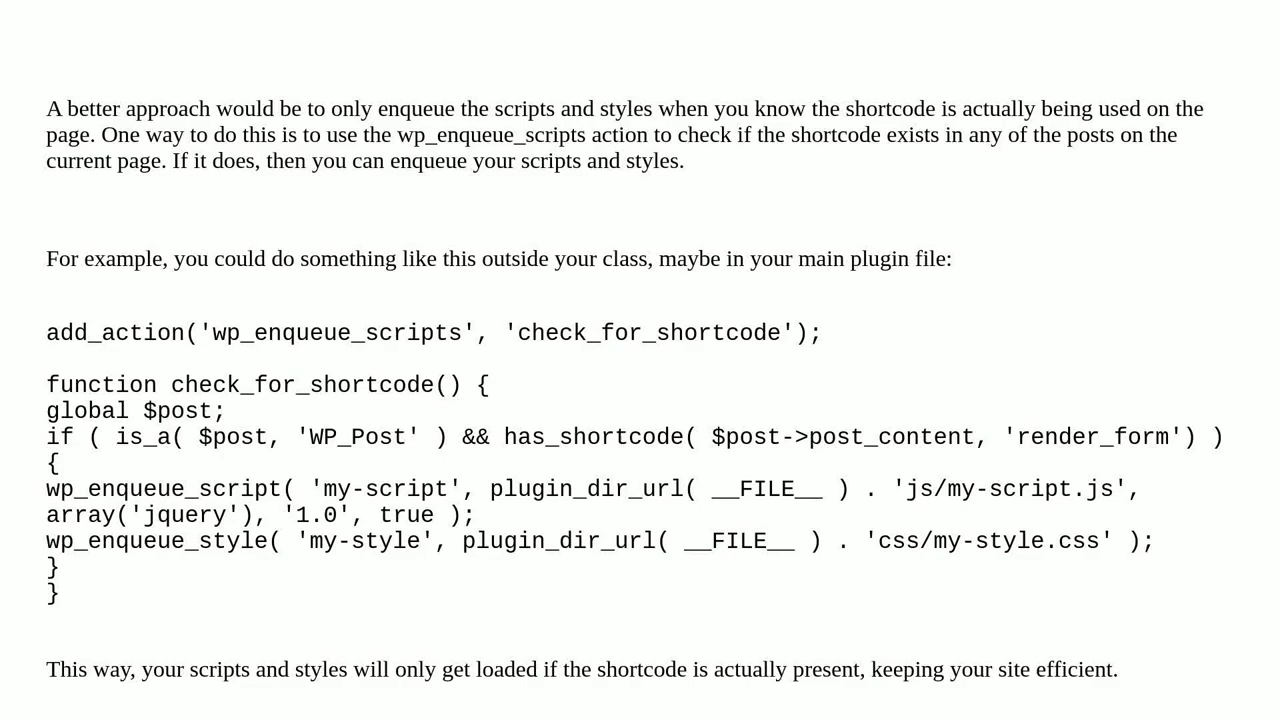 A better approach would be to only enqueue the scripts and styles when you know the shortcode is actually being used on the
page. One way to do this is to use the wp_enqueue_scripts action to check if the shortcode exists in any of the posts on the
current page. If it does, then you can enqueue your scripts and styles.
For example, you could do something like this outside your class, maybe in your main plugin file:
add_action('wp_enqueue_scripts', 'check_for_shortcode');
function check_for_shortcode() {
global $post;
if ( is_a( $post, 'WP_Post' ) && has_shortcode( $post->post_content, 'render_form') )
{
wp_enqueue_script( 'my-script', plugin_dir_url( __FILE__ ) . 'js/my-script.js',
array('jquery'), '1.0', true );
wp_enqueue_style( 'my-style', plugin_dir_url( __FILE__ ) . 'css/my-style.css' );
}
}
This way, your scripts and styles will only get loaded if the shortcode is actually present, keeping your site efficient.